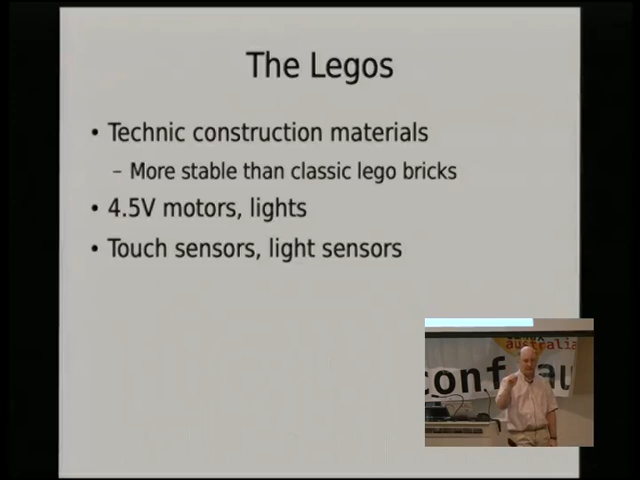 The Legos
• Technic construction materials
– More stable than classic lego bricks
• 4.5V motors, lights
• Touch sensors, light sensors
australia
conf.au